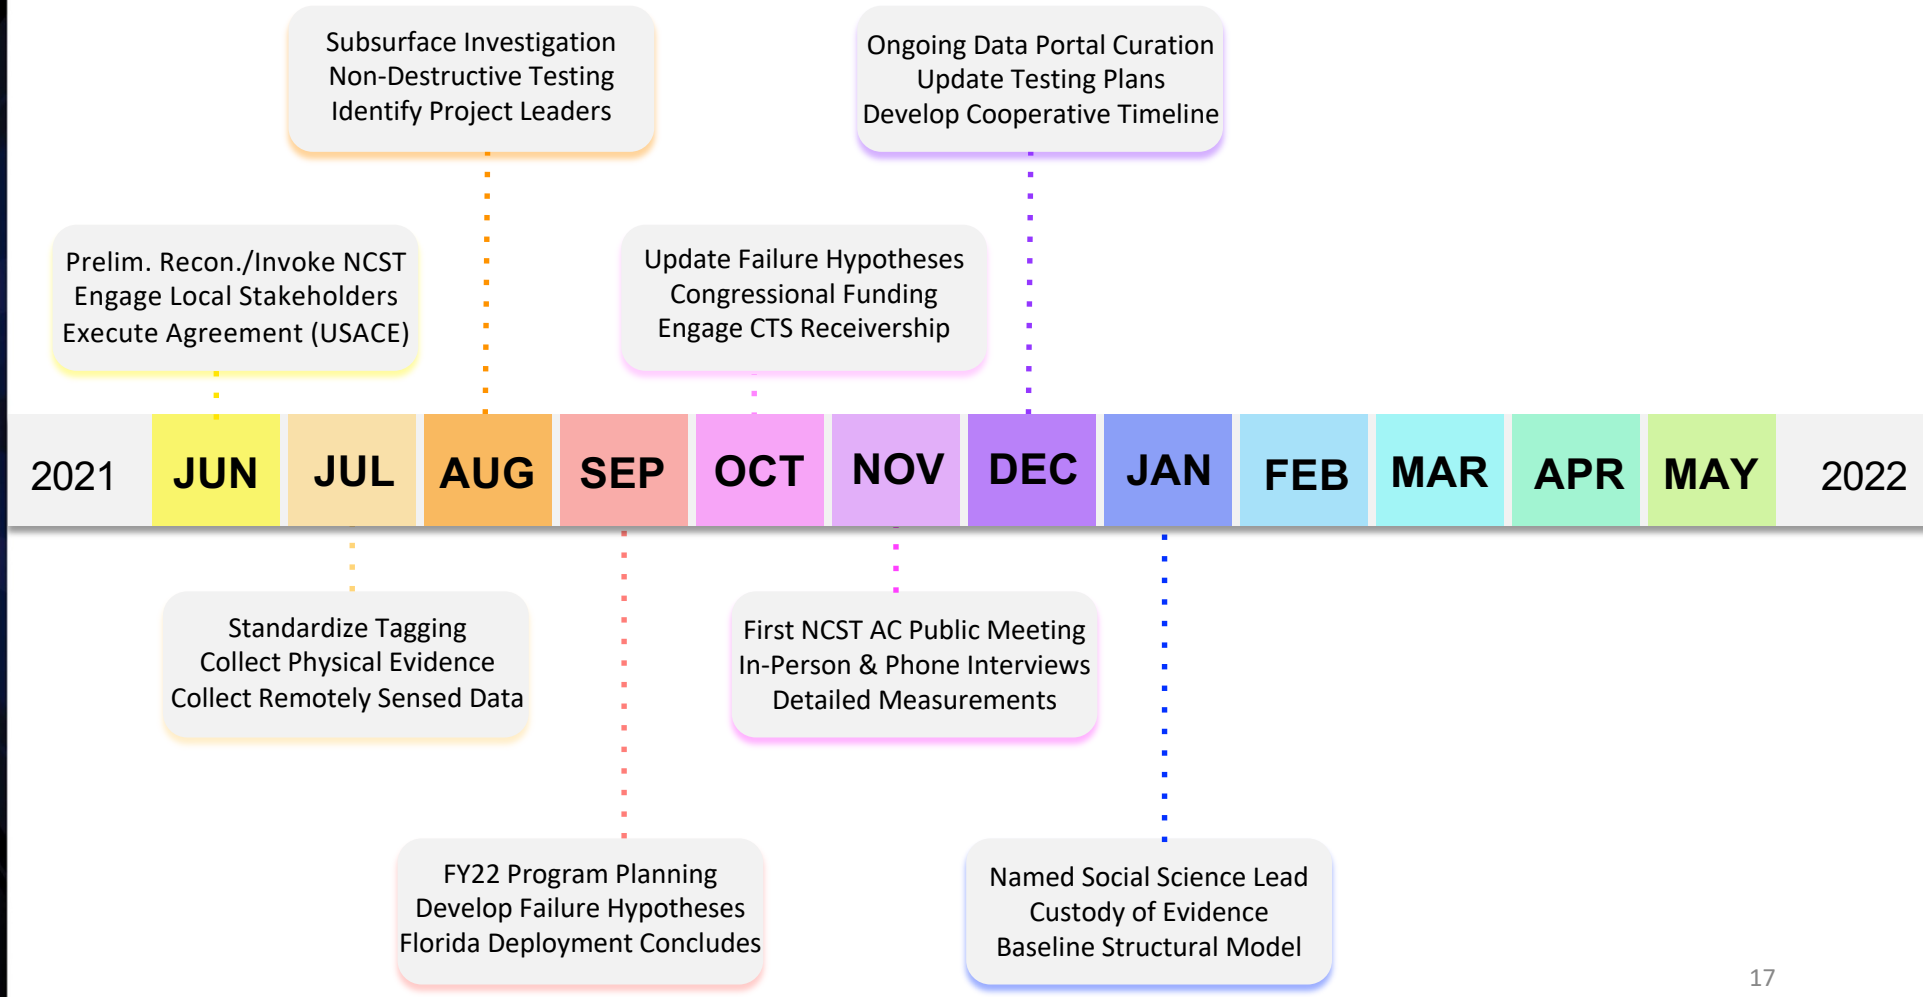 Subsurface Investigation
Non-Destructive Testing
Identify Project Leaders
Ongoing Data Portal Curation
Update Testing Plans
Develop Cooperative Timeline
Prelim. Recon./Invoke NCST
Engage Local Stakeholders
Execute Agreement (USACE)
Update Failure Hypotheses
Congressional Funding
Engage CTS Receivership
2021 JUN JUL AUG SEP OCT NOV DEC JAN FEB MAR APR MAY 2022
Standardize Tagging
Collect Physical Evidence
Collect Remotely Sensed Data
First NCST AC Public Meeting
In-Person & Phone Interviews
Detailed Measurements
FY22 Program Planning
Develop Failure Hypotheses
Florida Deployment Concludes
Named Social Science Lead
Custody of Evidence
Baseline Structural Model
17